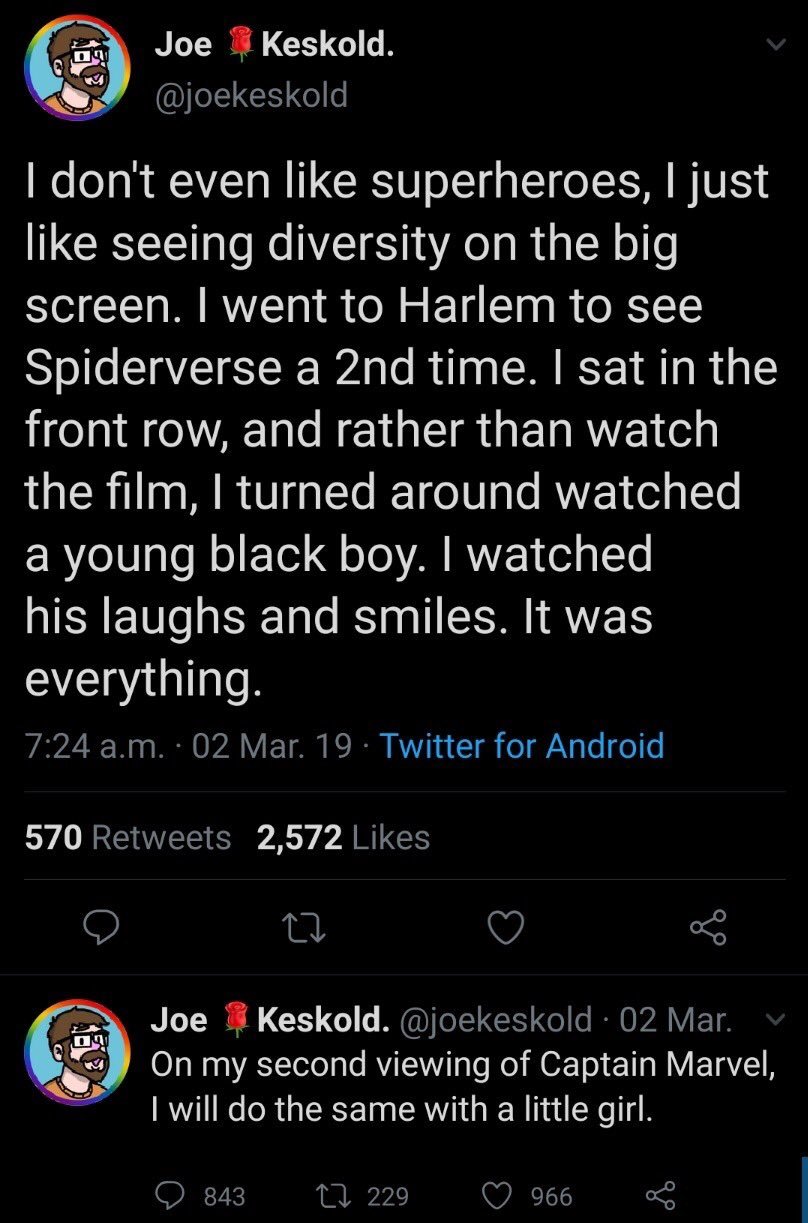 Joe 🌹 Keskold.
@joekeskold
I don't even like superheroes, I just
like seeing diversity on the big
screen. I went to Harlem to see
Spiderverse a 2nd time. I sat in the
front row, and rather than watch
the film, I turned around watched
a young black boy. I watched
his laughs and smiles. It was
everything.
7:24 a.m. · 02 Mar. 19 · Twitter for Android
570 Retweets 2,572 Likes
Joe 🌹 Keskold. @joekeskold · 02 Mar.
On my second viewing of Captain Marvel,
I will do the same with a little girl.
843 229 966